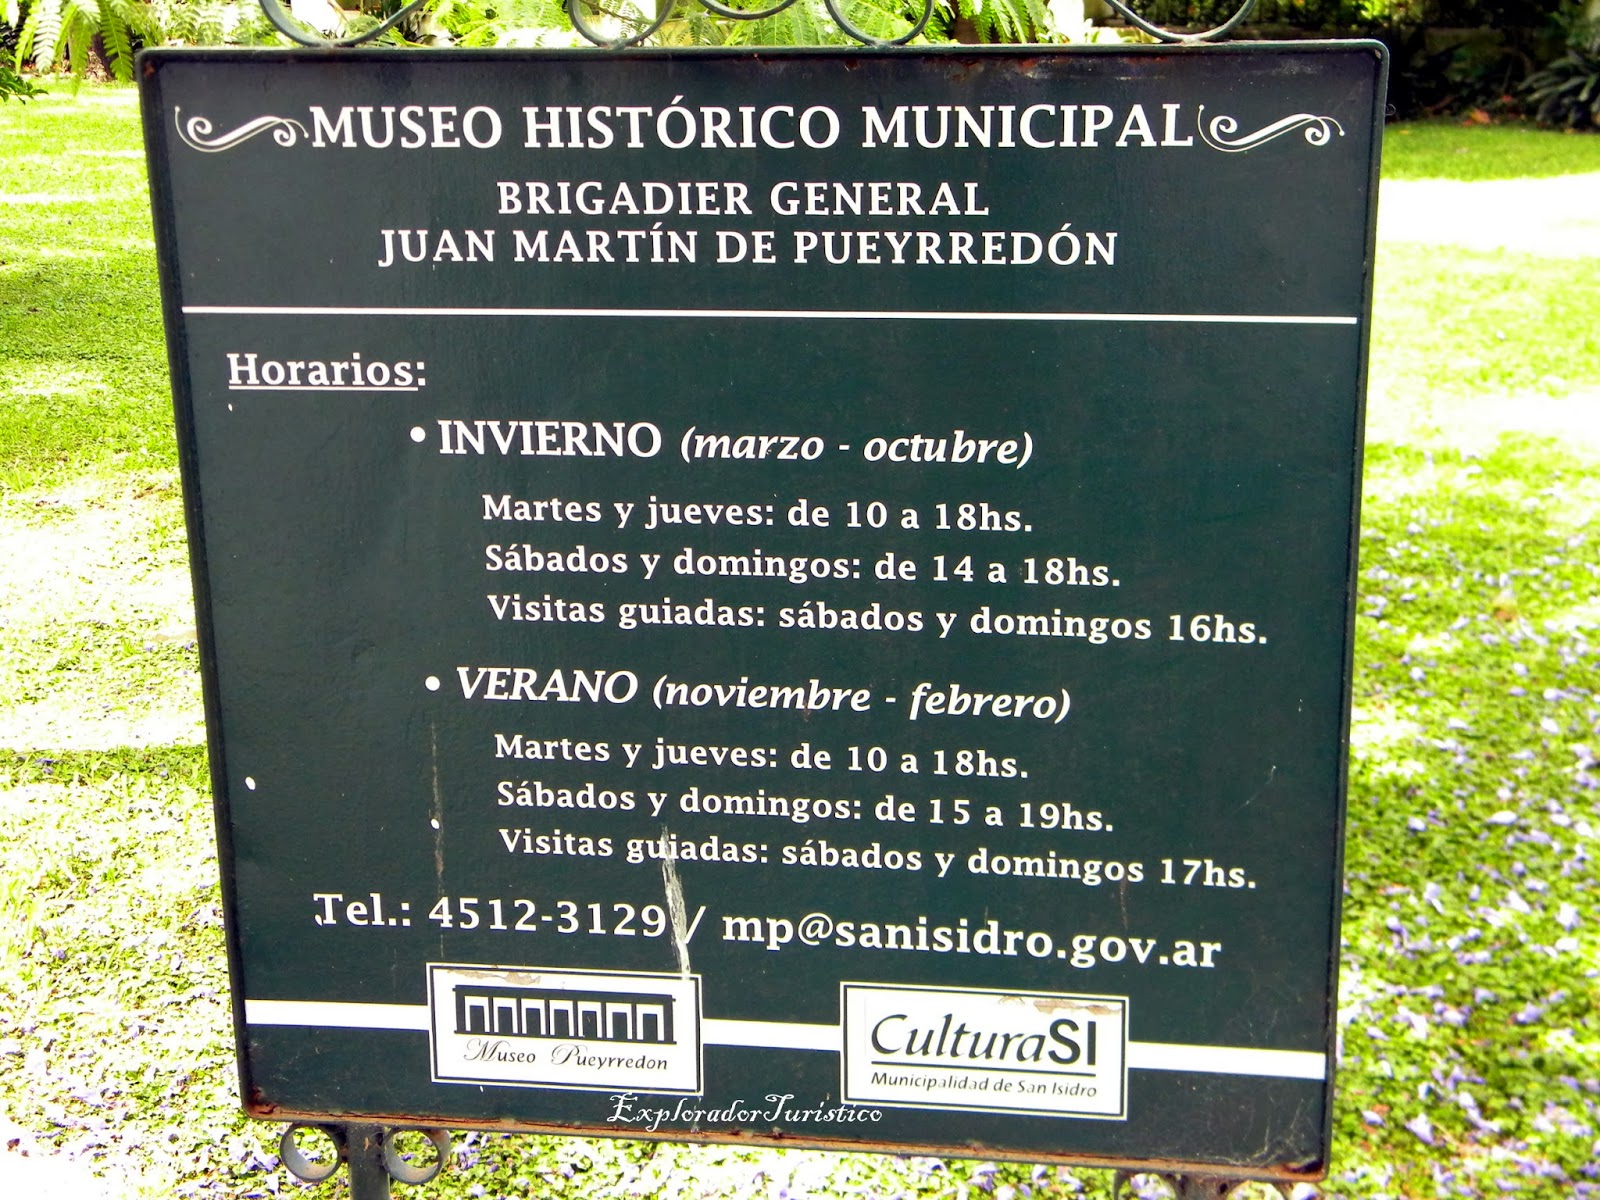 MUSEO HISTÓRICO MUNICIPAL
BRIGADIER GENERAL
JUAN MARTÍN DE PUEYRREDÓN
Horarios:
• INVIERNO (marzo - octubre)
Martes y jueves: de 10 a 18hs.
Sábados y domingos: de 14 a 18hs.
Visitas guiadas: sábados y domingos 16hs.
• VERANO (noviembre - febrero)
Martes y jueves: de 10 a 18hs.
Sábados y domingos: de 15 a 19hs.
Visitas guiadas: sábados y domingos 17hs.
Tel.: 4512-3129 / mp@sanisidro.gov.ar
Museo Pueyrredon
CulturaSI
Municipalidad de San Isidro
ExploradorTuristico